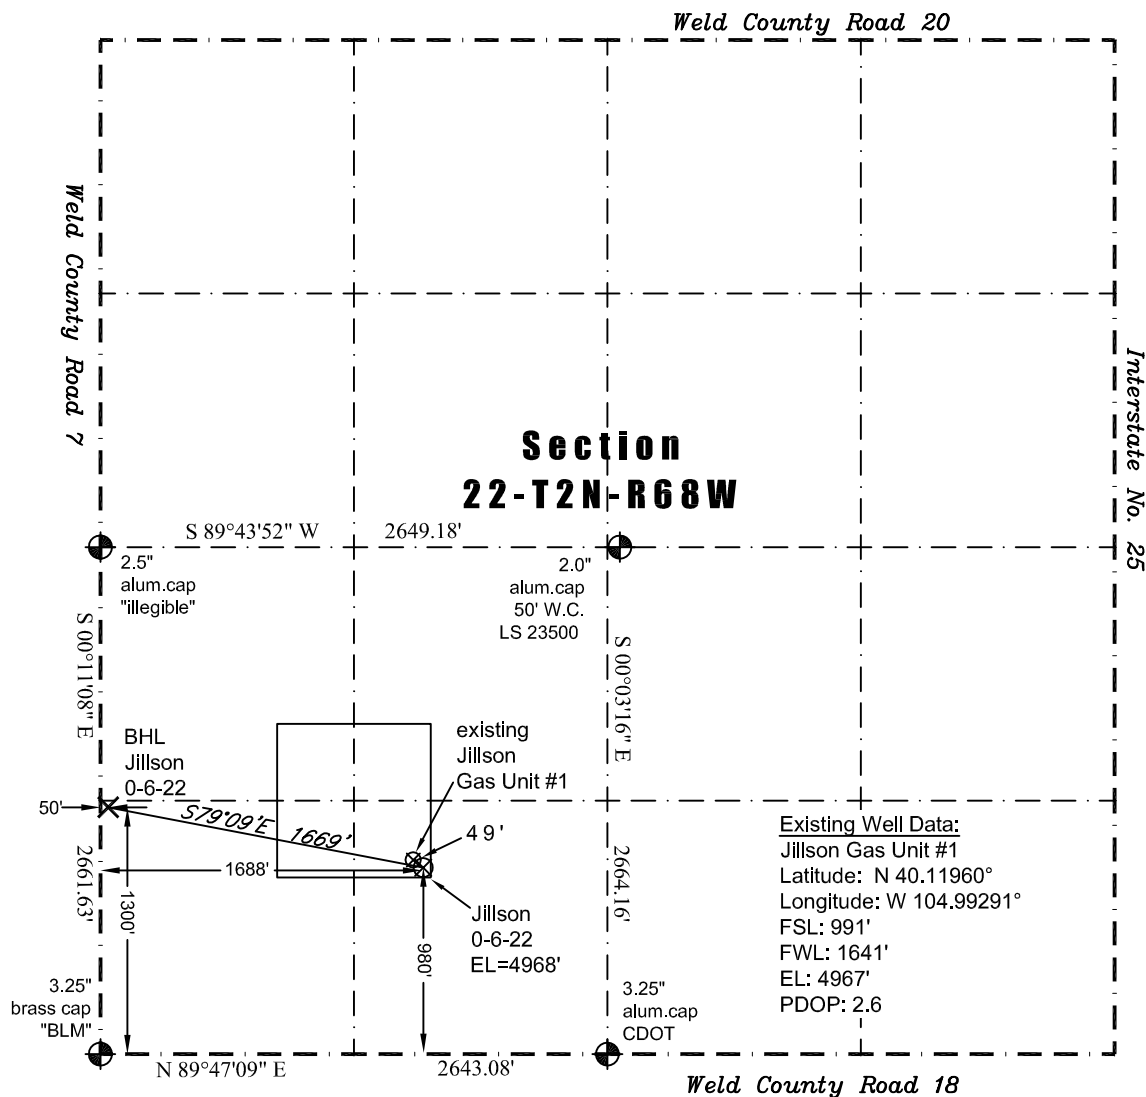 Weld County Road 20
Weld County Road 7
Interstate No. 25
Section
22-T2N-R68W
S 89°43'52" W
2649.18'
2.5"
alum.cap
"illegible"
2.0"
alum.cap
50' W.C.
LS 23500
S 00°11'08" E
S 00°03'16" E
BHL
Jillson
0-6-22
existing
Jillson
Gas Unit #1
50'
S79°09'E 1669'
49'
1688'
2661.63'
1300'
980'
2664.16'
Jillson
0-6-22
EL=4968'
Existing Well Data:
Jillson Gas Unit #1
Latitude: N 40.11960°
Longitude: W 104.99291°
FSL: 991'
FWL: 1641'
EL: 4967'
PDOP: 2.6
3.25"
brass cap
"BLM"
3.25"
alum.cap
CDOT
N 89°47'09" E
2643.08'
Weld County Road 18